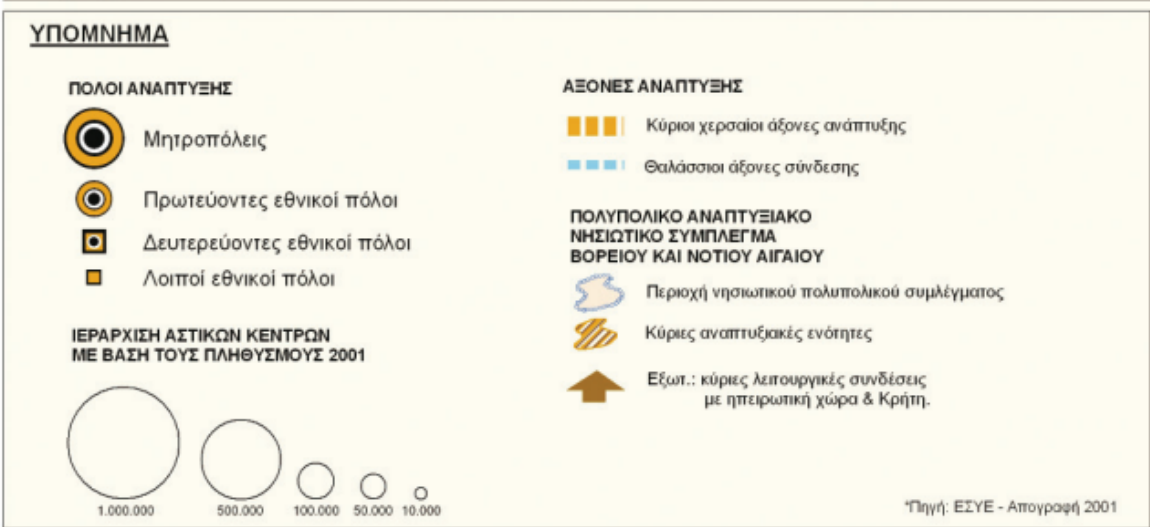 ΥΠΟΜΝΗΜΑ
ΠΟΛΟΙ ΑΝΑΠΤΥΞΗΣ
Μητροπόλεις
Πρωτεύοντες εθνικοί πόλοι
Δευτερεύοντες εθνικοί πόλοι
Λοιποί εθνικοί πόλοι
ΙΕΡΑΡΧΙΣΗ ΑΣΤΙΚΩΝ ΚΕΝΤΡΩΝ
ΜΕ ΒΑΣΗ ΤΟΥΣ ΠΛΗΘΥΣΜΟΥΣ 2001
1.000.000 500.000 100.000 50.000 10.000
ΑΞΟΝΕΣ ΑΝΑΠΤΥΞΗΣ
Κύριοι χερσαίοι άξονες ανάπτυξης
Θαλάσσιοι άξονες σύνδεσης
ΠΟΛΥΠΟΛΙΚΟ ΑΝΑΠΤΥΞΙΑΚΟ
ΝΗΣΙΩΤΙΚΟ ΣΥΜΠΛΕΓΜΑ
ΒΟΡΕΙΟΥ ΚΑΙ ΝΟΤΙΟΥ ΑΙΓΑΙΟΥ
Περιοχή νησιωτικού πολυπολικού συμλέγματος
Κύριες αναπτυξιακές ενότητες
Εξωτ.: κύριες λειτουργικές συνδέσεις
με ηπειρωτική χώρα & Κρήτη.
*Πηγή: ΕΣΥΕ - Απογραφή 2001